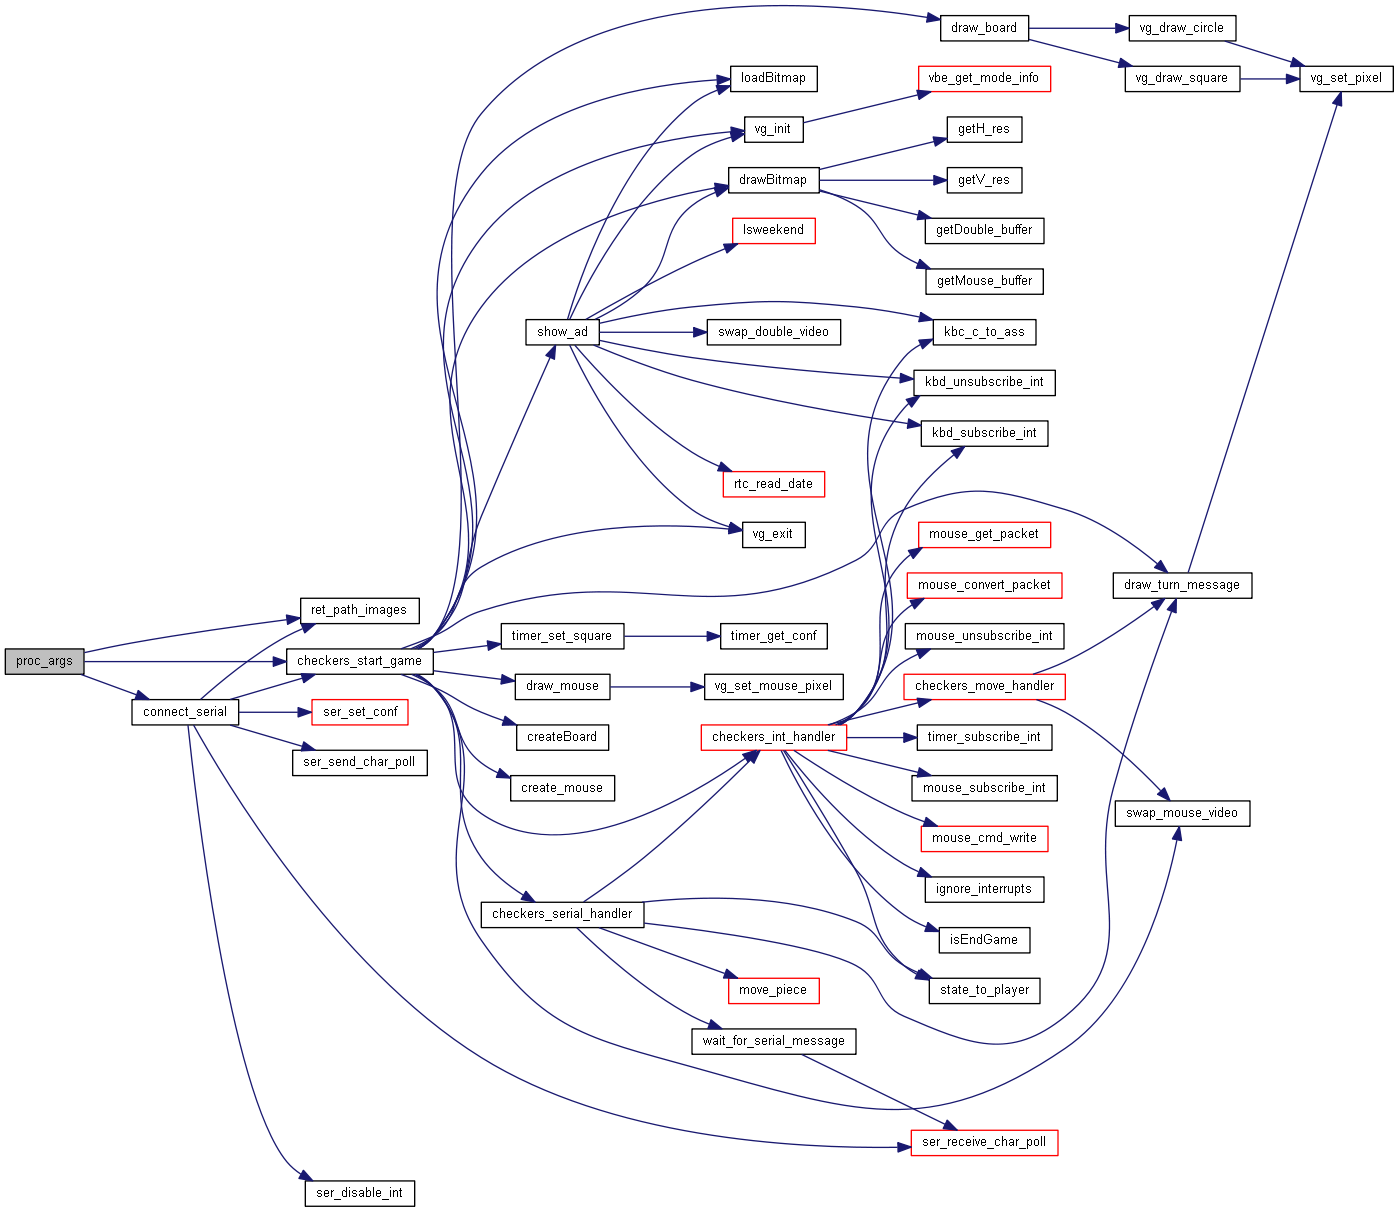 draw_board
vg_draw_circle
loadBitmap
vbe_get_mode_info
vg_draw_square
vg_set_pixel
vg_init
getH_res
drawBitmap
getV_res
Isweekend
getDouble_buffer
getMouse_buffer
show_ad
swap_double_video
kbc_c_to_ass
kbd_unsubscribe_int
kbd_subscribe_int
rtc_read_date
vg_exit
mouse_get_packet
mouse_convert_packet
draw_turn_message
ret_path_images
timer_set_square
timer_get_conf
mouse_unsubscribe_int
proc_args
checkers_start_game
draw_mouse
vg_set_mouse_pixel
checkers_move_handler
connect_serial
ser_set_conf
createBoard
checkers_int_handler
timer_subscribe_int
ser_send_char_poll
create_mouse
mouse_subscribe_int
swap_mouse_video
mouse_cmd_write
ignore_interrupts
checkers_serial_handler
isEndGame
move_piece
state_to_player
wait_for_serial_message
ser_receive_char_poll
ser_disable_int